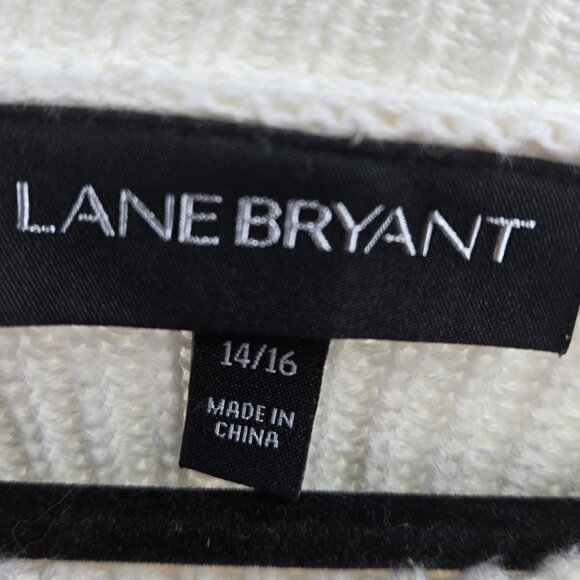 LANE BRYANT
14/16
MADE IN
CHINA